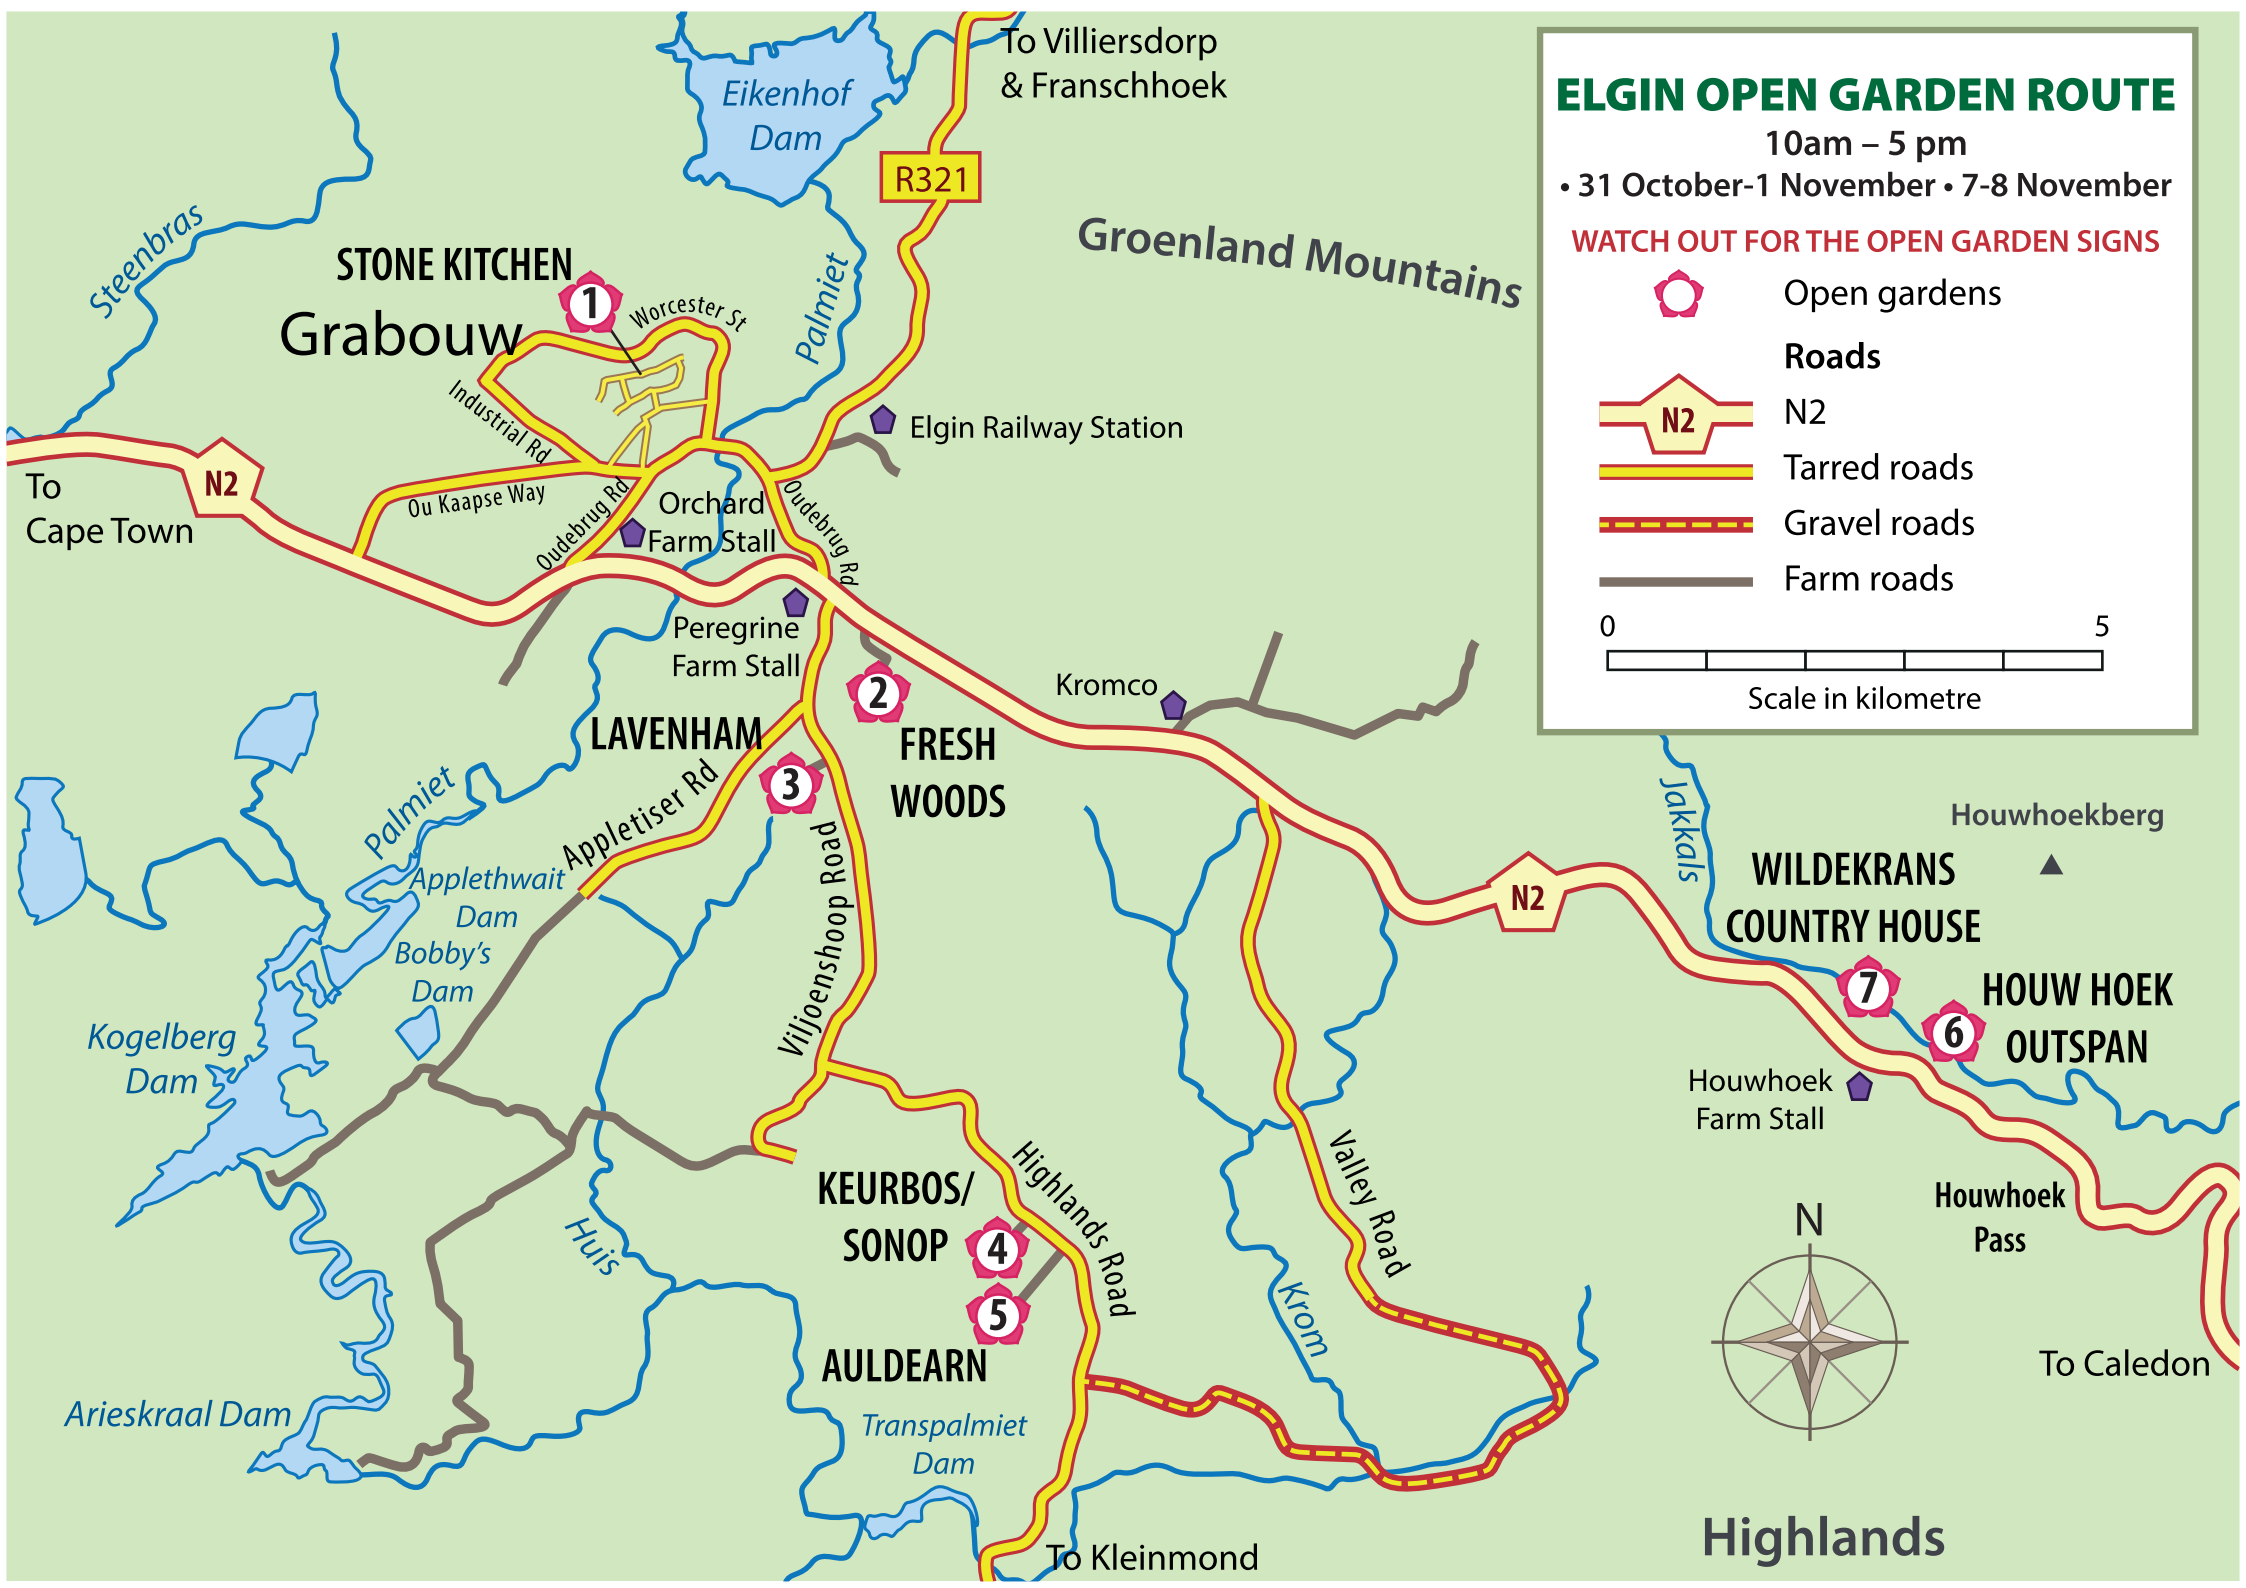 To Villiersdorp
& Franschhoek
Eikenhof
Dam
R321
Steenbras
STONE KITCHEN
1
Grabouw
Worcester St
Palmiet
Groenland Mountains
Industrial Rd
Elgin Railway Station
N2
To
Cape Town
Ou Kaapse Way
Oudebrug Rd
Orchard
Farm Stall
Oudebrug Rd
Peregrine
Farm Stall
2
FRESH
WOODS
Kromco
LAVENHAM
3
Appletiser Rd
Palmiet
Applethwait
Dam
Bobby's
Dam
Viljoenshoop Road
Kogelberg
Dam
Huis
KEURBOS/
SONOP
4
5
AULDEARN
Highlands Road
Arieskraal Dam
Transpalmiet
Dam
To Kleinmond
Krom
Valley Road
N2
Jakkals
Houwhoekberg
WILDEKRANS
COUNTRY HOUSE
7
6
HOUW HOEK
OUTSPAN
Houwhoek
Farm Stall
Houwhoek
Pass
N
To Caledon
Highlands
ELGIN OPEN GARDEN ROUTE
10am – 5 pm
• 31 October-1 November • 7-8 November
WATCH OUT FOR THE OPEN GARDEN SIGNS
Open gardens
Roads
N2 N2
Tarred roads
Gravel roads
Farm roads
0 5
Scale in kilometre